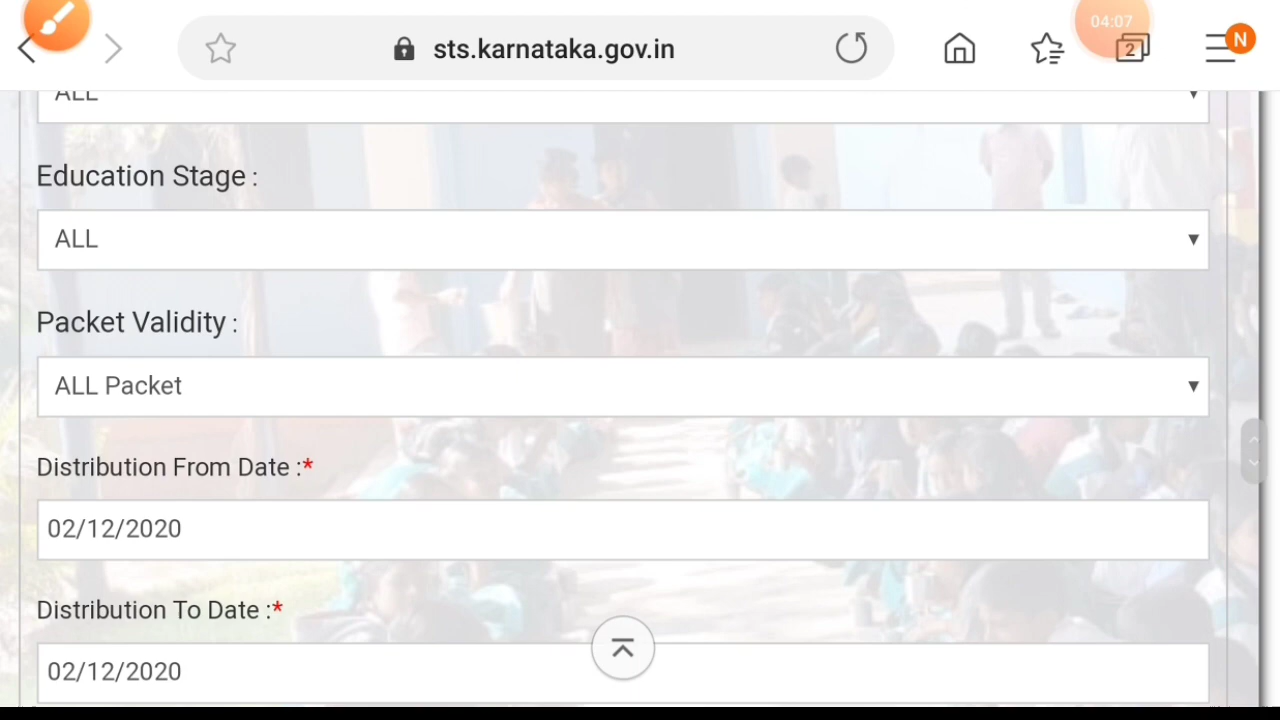 04:07
sts.karnataka.gov.in
2
N
ALL
Education Stage :
ALL
Packet Validity :
ALL Packet
Distribution From Date :*
02/12/2020
Distribution To Date :*
02/12/2020